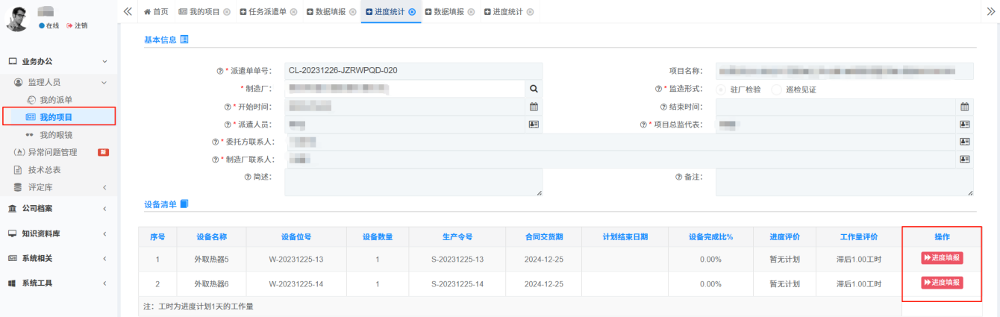 首页 我的项目 任务派遣单 数据填报 进度统计 数据填报 进度统计
在线 注销
基本信息
业务办公
监理人员
我的派单
我的项目
我的眼镜
异常问题管理 新
技术总表
评定库
公司档案
知识资料库
系统相关
系统工具
* 派遣单单号： CL-20231226-JZRWPQD-020 项目名称：
* 制造厂： * 监造形式： 驻厂检验 巡检见证
* 开始时间： 结束时间：
* 派遣人员： * 项目总监代表：
* 委托方联系人：
* 制造厂联系人：
简述： 备注：
设备清单
序号 设备名称 设备位号 设备数量 生产令号 合同交货期 计划结束日期 设备完成比% 进度评价 工作量评价 操作
1 外取热器5 W-20231225-13 1 S-20231225-13 2024-12-25 0.00% 暂无计划 滞后1.00工时 进度填报
2 外取热器6 W-20231225-14 1 S-20231225-14 2024-12-25 0.00% 暂无计划 滞后1.00工时 进度填报
注：工时为进度计划1天的工作量